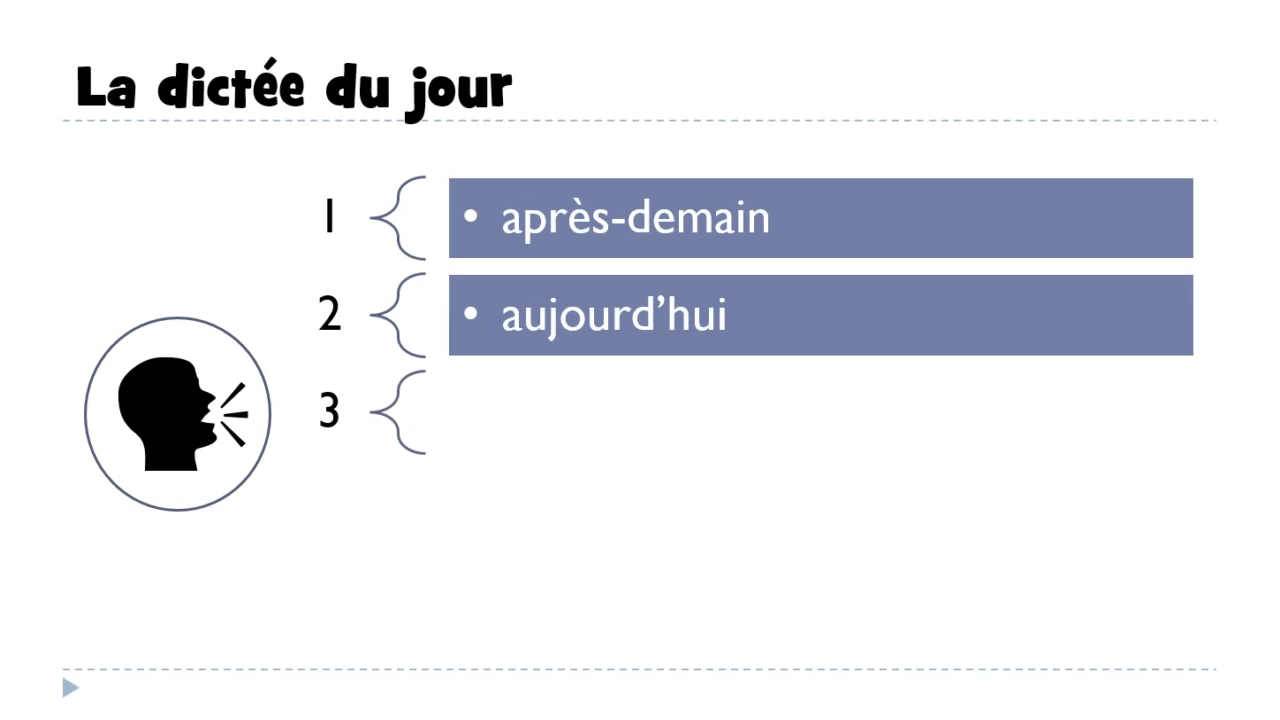 La dictée du jour
1
• après-demain
2
• aujourd’hui
3